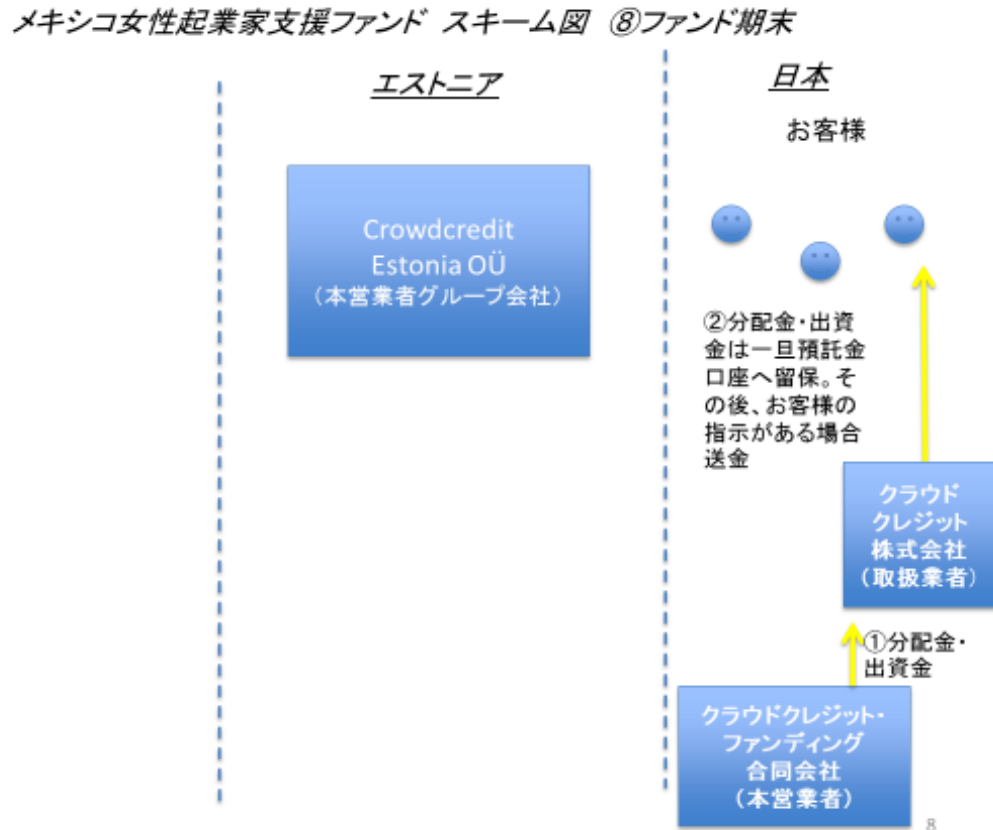 メキシコ女性起業家支援ファンド スキーム図 ⑧ファンド期末
エストニア
日本
お客様
Crowdcredit
Estonia OÜ
（本営業者グループ会社）
②分配金・出資
金は一旦預託金
口座へ留保。そ
の後、お客様の
指示がある場合
送金
クラウド
クレジット
株式会社
（取扱業者）
①分配金・
出資金
クラウドクレジット・
ファンディング
合同会社
（本営業者）
8